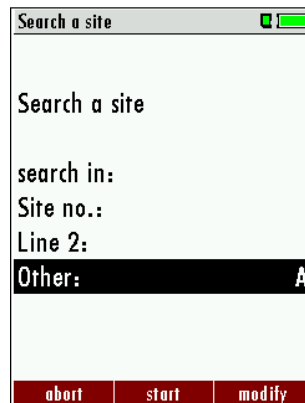 Search a site
Search a site
search in:
Site no.:
Line 2:
Other: A
abort start modify